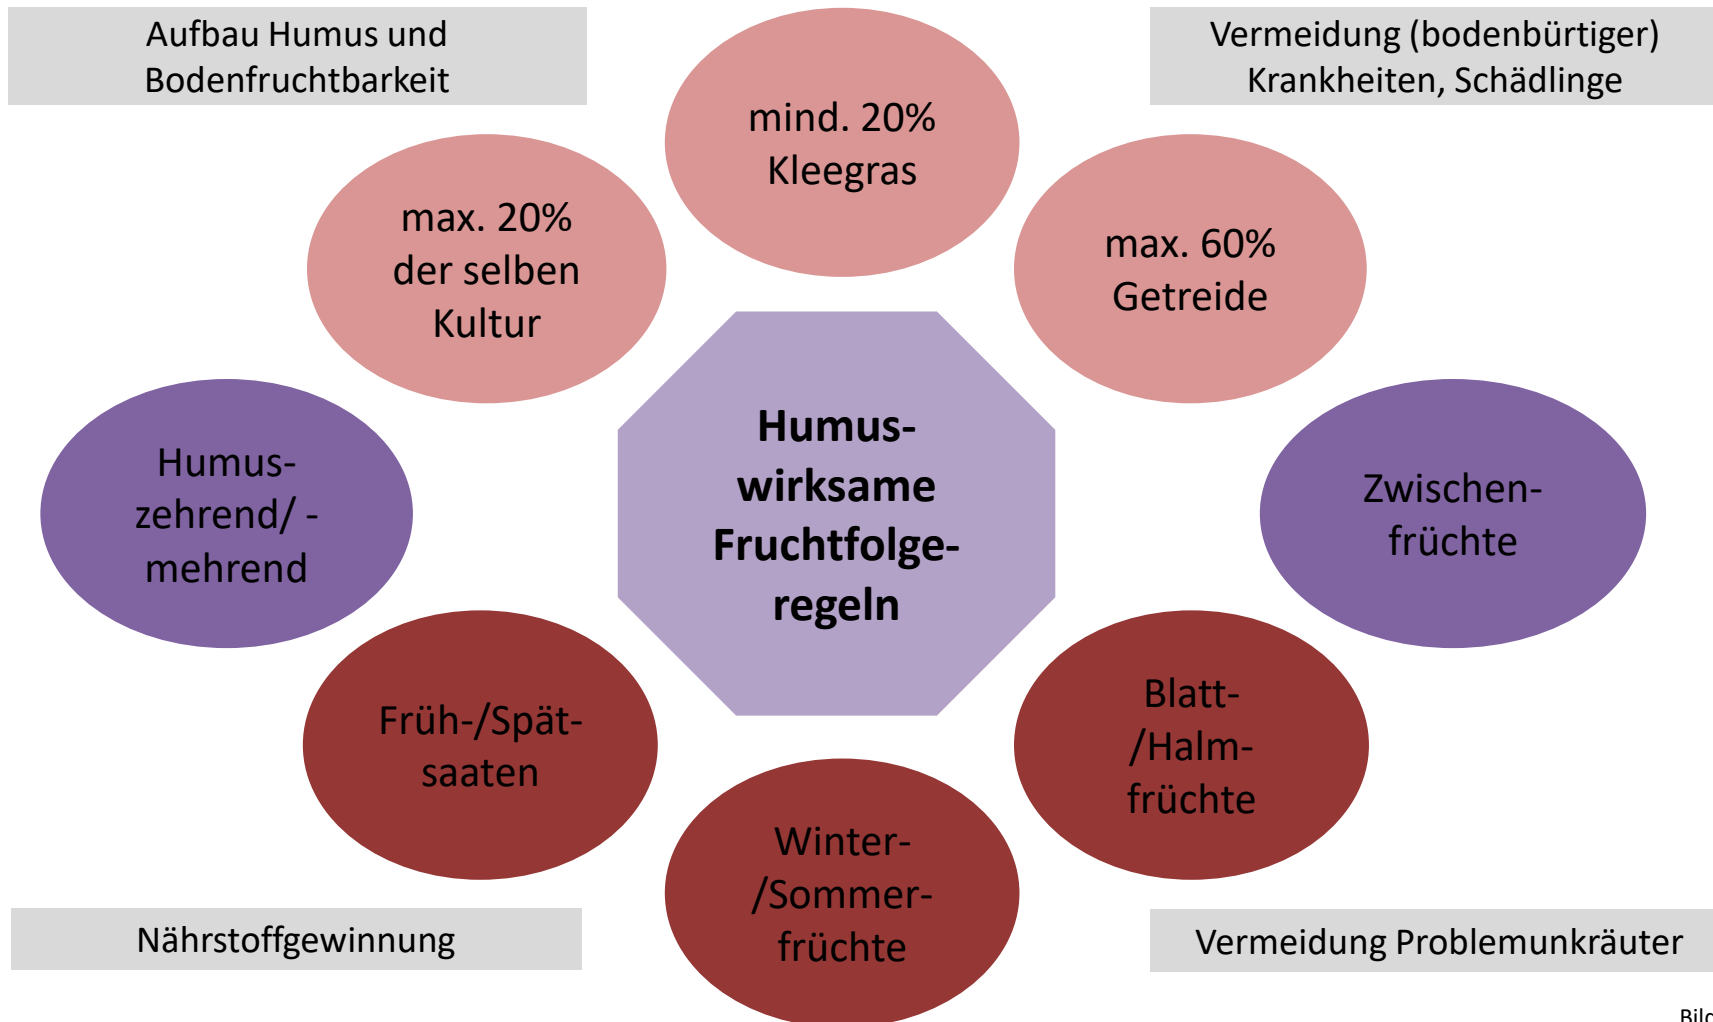 Aufbau Humus und
Bodenfruchtbarkeit
Vermeidung (bodenbürtiger)
Krankheiten, Schädlinge
mind. 20%
Kleegras
max. 20%
der selben
Kultur
max. 60%
Getreide
Humus-
wirksame
Fruchtfolge-
regeln
Humus-
zehrend/ -
mehrend
Zwischen-
früchte
Früh-/Spät-
saaten
Blatt-
/Halm-
früchte
Winter-
/Sommer-
früchte
Nährstoffgewinnung
Vermeidung Problemunkräuter